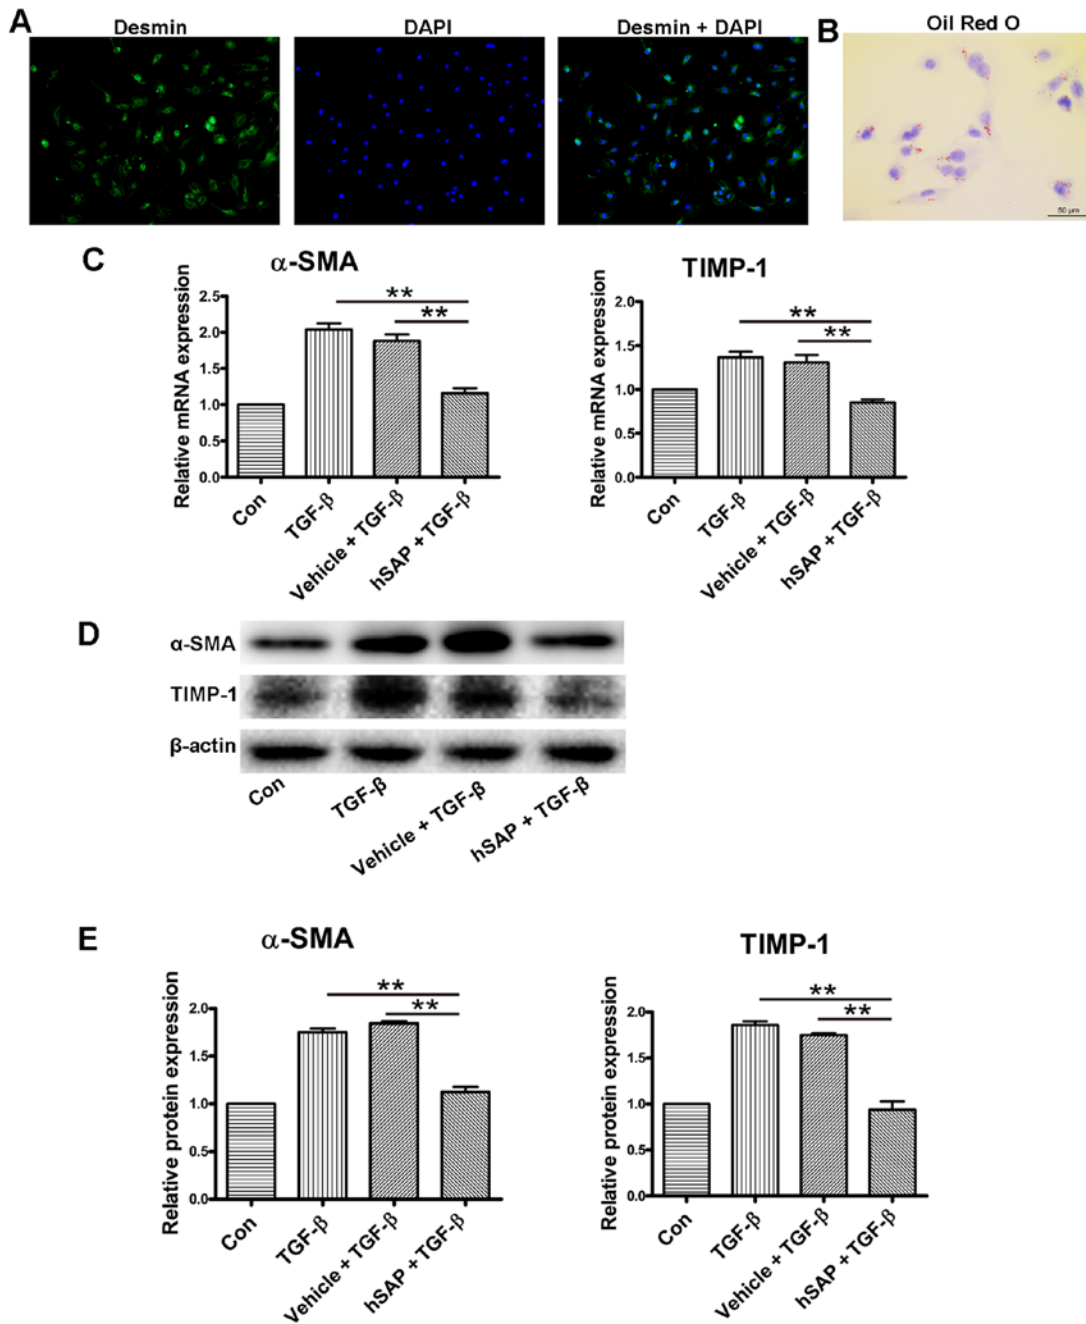 A
Desmin
DAPI
Desmin + DAPI
B
Oil Red O
50 µm
C
α-SMA
Relative mRNA expression
2.5
2.0
1.5
1.0
0.5
0.0
**
**
Con
TGF-β
Vehicle + TGF-β
hSAP + TGF-β
TIMP-1
Relative mRNA expression
2.0
1.5
1.0
0.5
0.0
**
**
Con
TGF-β
Vehicle + TGF-β
hSAP + TGF-β
D
α-SMA
TIMP-1
β-actin
Con
TGF-β
Vehicle + TGF-β
hSAP + TGF-β
E
α-SMA
Relative protein expression
2.0
1.5
1.0
0.5
0.0
**
**
Con
TGF-β
Vehicle + TGF-β
hSAP + TGF-β
TIMP-1
Relative protein expression
2.0
1.5
1.0
0.5
0.0
**
**
Con
TGF-β
Vehicle + TGF-β
hSAP + TGF-β